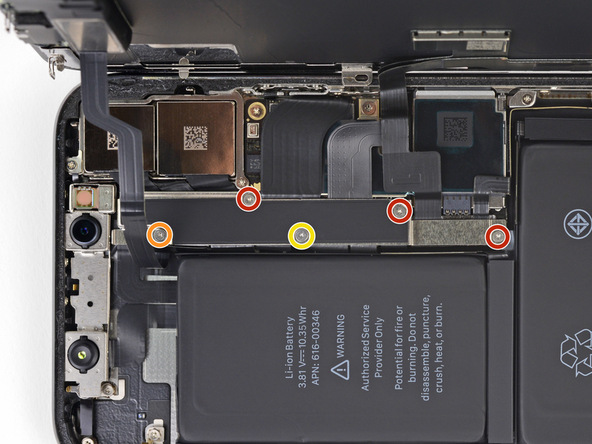 Li-ion Battery
3.81 V⎓10.35Whr
APN: 616-00346
WARNING
Authorized Service
Provider Only
Potential for fire or
burning. Do not
disassemble, puncture,
crush, heat, or burn.